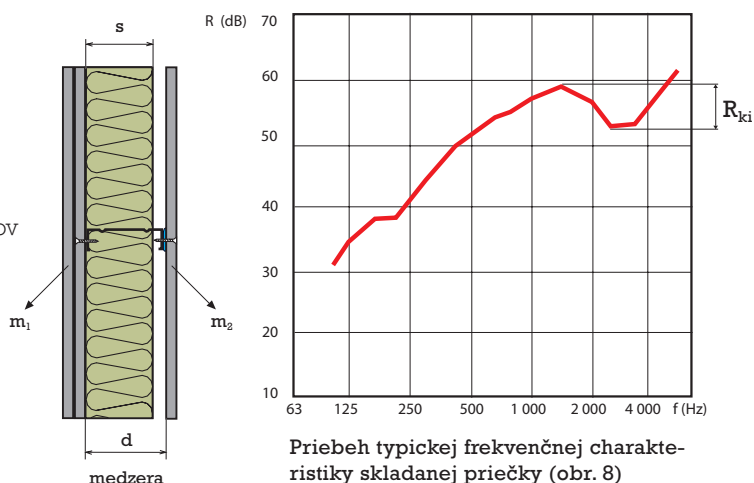 s
DV
m₁
m₂
d
medzera
R (dB)
70
60
50
40
30
20
10
63 125 250 500 1 000 2 000 4 000 f (Hz)
Rki
Priebeh typickej frekvenčnej charakte-
ristiky skladanej priečky (obr. 8)